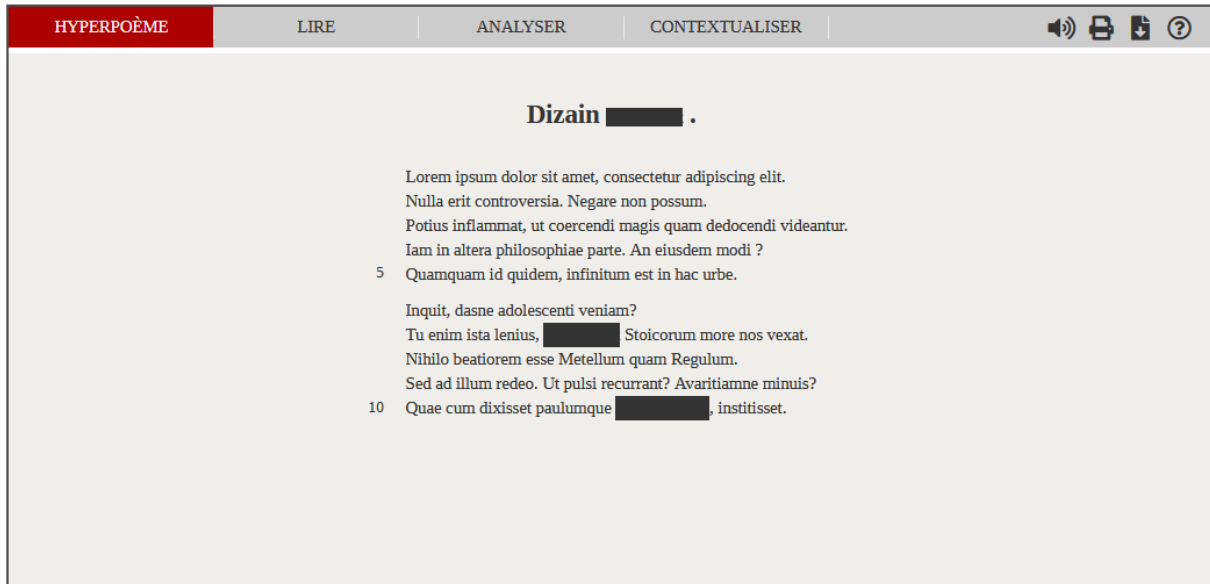 HYPERPOÈME LIRE ANALYSER CONTEXTUALISER
Dizain .
Lorem ipsum dolor sit amet, consectetur adipiscing elit.
Nulla erit controversia. Negare non possum.
Potius inflammat, ut coercendi magis quam dedocendi videantur.
Iam in altera philosophiae parte. An eiusdem modi ?
5 Quamquam id quidem, infinitum est in hac urbe.
Inquit, dasne adolescenti veniam?
Tu enim ista lenius, Stoicorum more nos vexat.
Nihilo beatiorem esse Metellum quam Regulum.
Sed ad illum redeo. Ut pulsi recurrant? Avaritiamne minuis?
10 Quae cum dixisset paulumque , institisset.